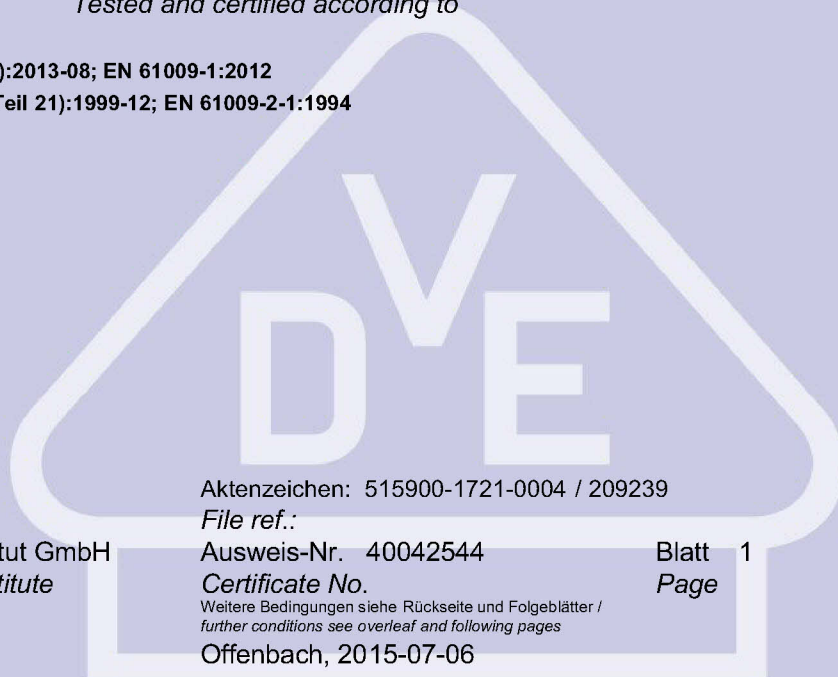 Tested and certified according to
):2013-08; EN 61009-1:2012
Teil 21):1999-12; EN 61009-2-1:1994
VDE
Aktenzeichen: 515900-1721-0004 / 209239
File ref.:
tut GmbH Ausweis-Nr. 40042544 Blatt 1
titute Certificate No. Page
Weitere Bedingungen siehe Rückseite und Folgeblätter /
further conditions see overleaf and following pages
Offenbach, 2015-07-06